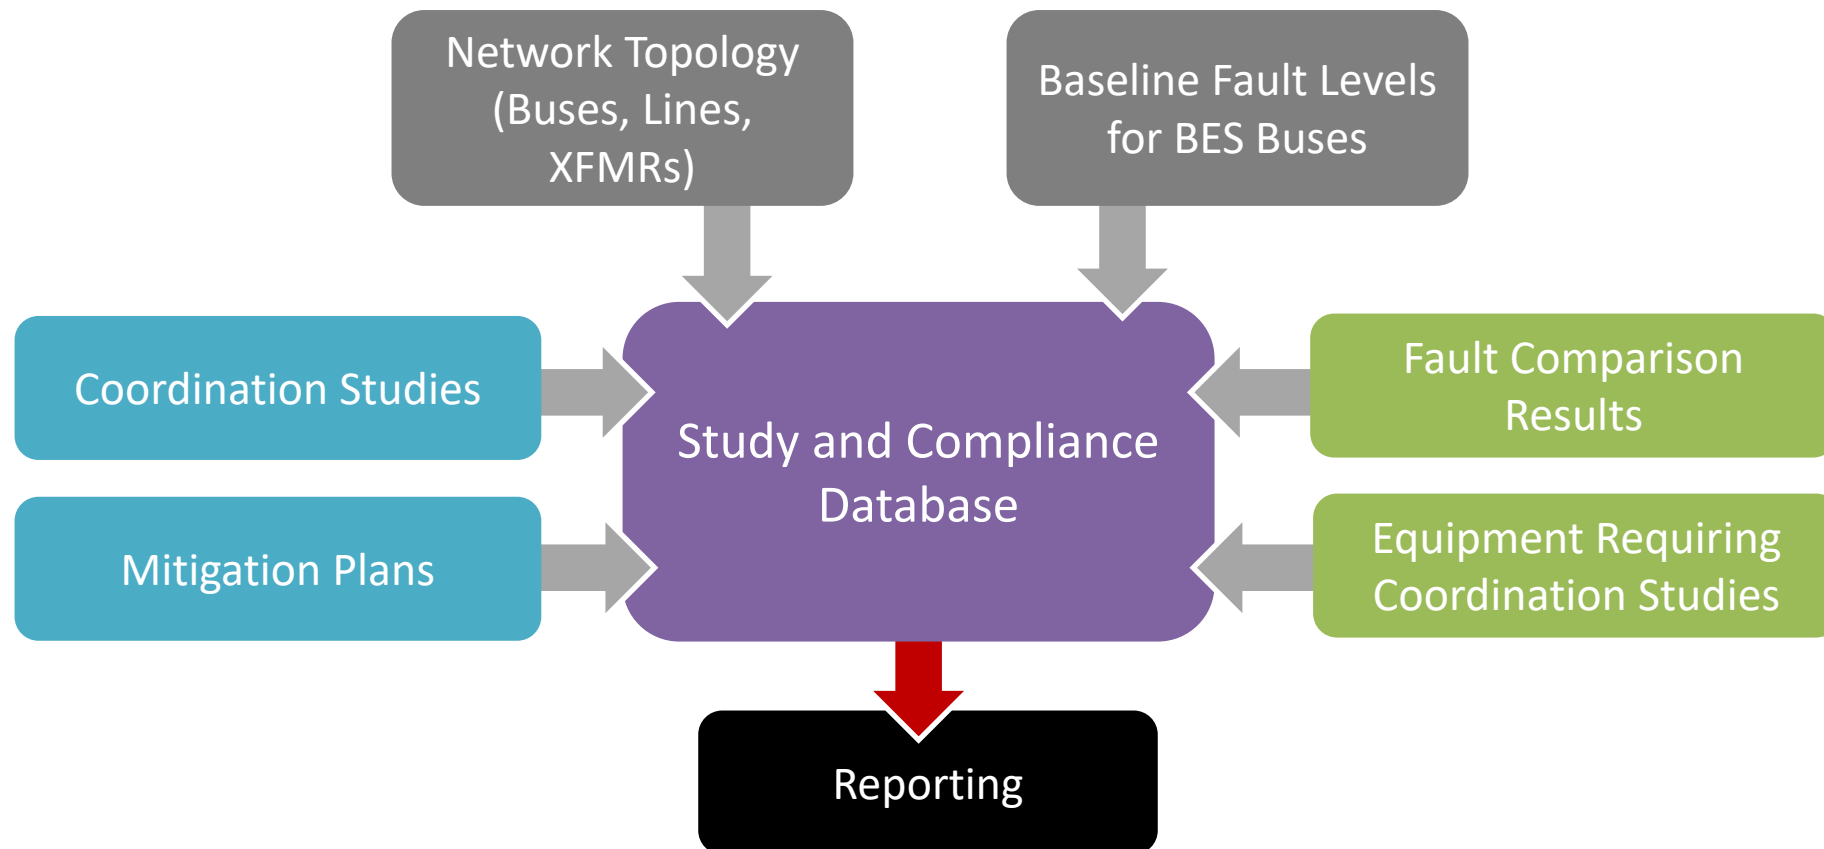 Network Topology
(Buses, Lines,
XFMRs)
Baseline Fault Levels
for BES Buses
Coordination Studies
Mitigation Plans
Study and Compliance
Database
Fault Comparison
Results
Equipment Requiring
Coordination Studies
Reporting